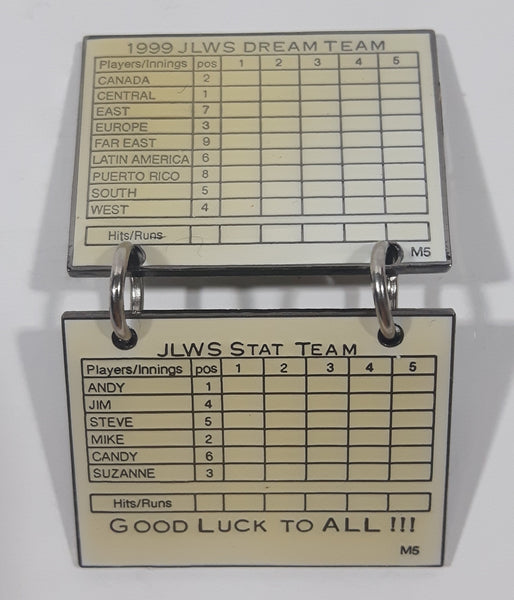 1999 JLWS DREAM TEAM
Players/Innings pos 1 2 3 4 5
CANADA 2
CENTRAL 1
EAST 7
EUROPE 3
FAR EAST 9
LATIN AMERICA 6
PUERTO RICO 8
SOUTH 5
WEST 4
Hits/Runs
M5
JLWS STAT TEAM
Players/Innings pos 1 2 3 4 5
ANDY 1
JIM 4
STEVE 5
MIKE 2
CANDY 6
SUZANNE 3
Hits/Runs
GOOD LUCK TO ALL !!!
M5